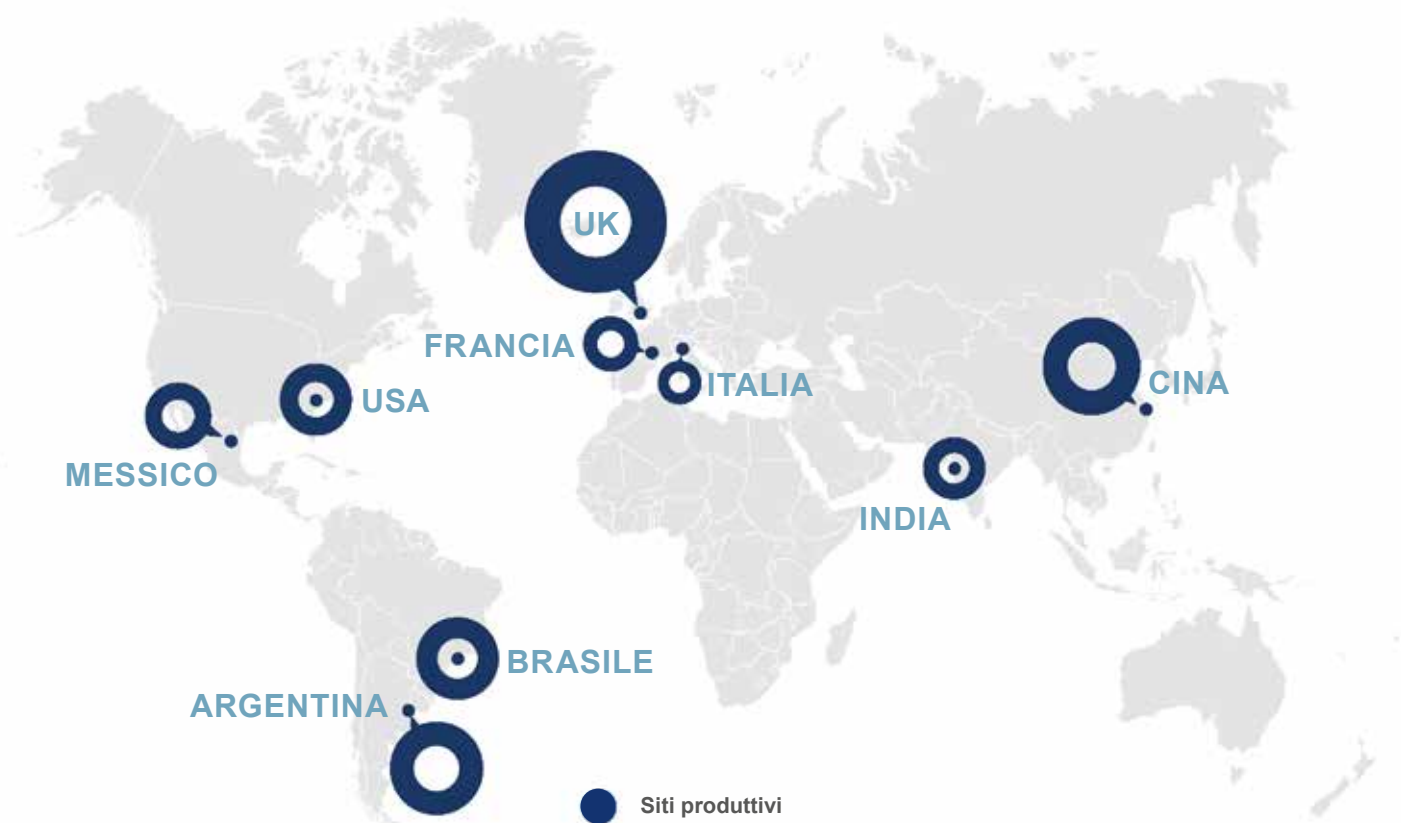 UK
FRANCIA
ITALIA
CINA
USA
MESSICO
INDIA
BRASILE
ARGENTINA
Siti produttivi